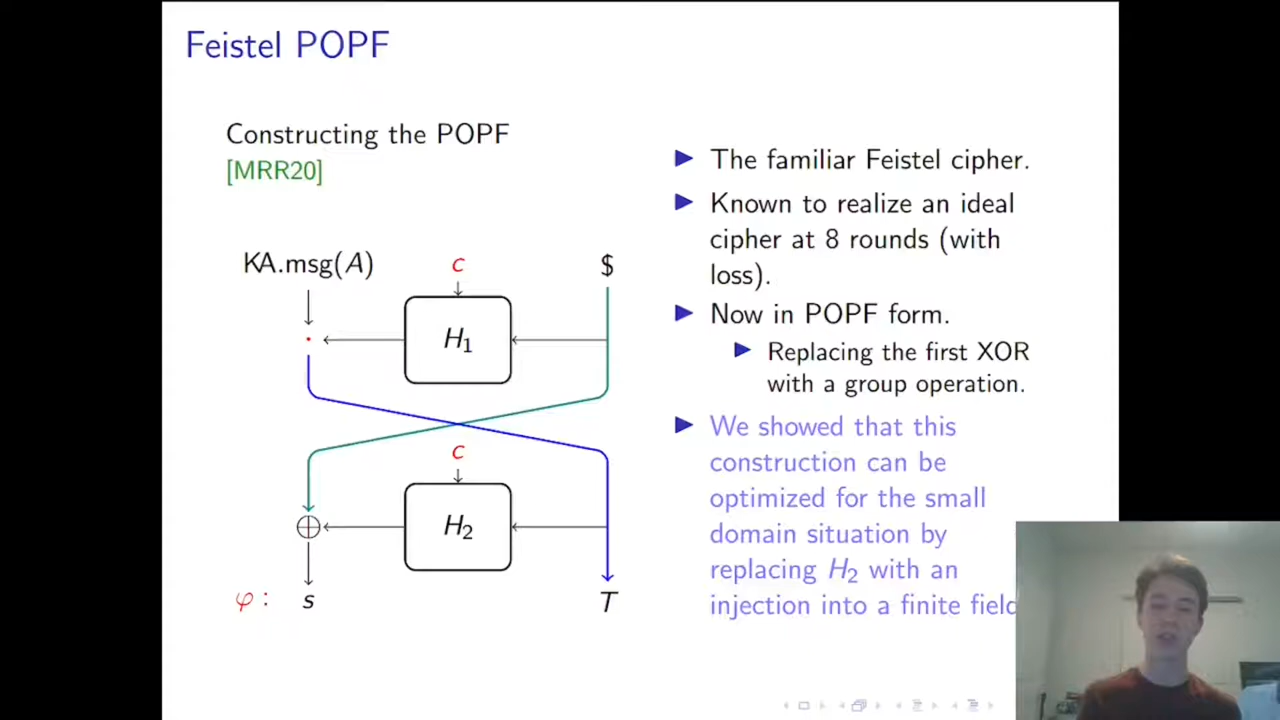 Feistel POPF
Constructing the POPF
[MRR20]
KA.msg(A)
c
$
·
H₁
c
⊕
H₂
φ :
s
T
▶ The familiar Feistel cipher.
▶ Known to realize an ideal
cipher at 8 rounds (with
loss).
▶ Now in POPF form.
▶ Replacing the first XOR
with a group operation.
▶ We showed that this
construction can be
optimized for the small
domain situation by
replacing H₂ with an
injection into a finite field